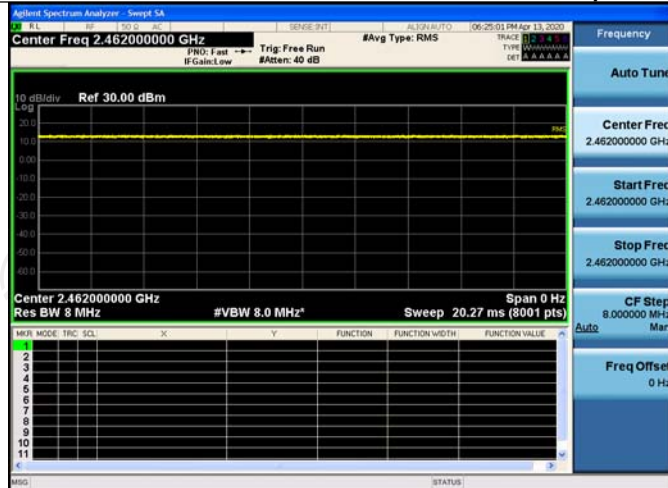 Agilent Spectrum Analyzer - Swept SA
RL RF 50 Ω AC SENSE:INT ALIGN AUTO 06:25:01 PM Apr 13, 2020
Center Freq 2.462000000 GHz #Avg Type: RMS TRACE 1 2 3 4 5 6
PNO: Fast Trig: Free Run TYPE
IFGain:Low #Atten: 40 dB DET A A A A A A
Frequency
Auto Tune
Center Freq
2.462000000 GHz
Start Freq
2.462000000 GHz
Stop Freq
2.462000000 GHz
CF Step
8.000000 MHz
Auto Man
Freq Offset
0 Hz
10 dB/div Ref 30.00 dBm
Log
20.0
10.0
0.00
-10.0
-20.0
-30.0
-40.0
-50.0
-60.0
RMS
Center 2.462000000 GHz Span 0 Hz
Res BW 8 MHz #VBW 8.0 MHz* Sweep 20.27 ms (8001 pts)
MKR MODE TRC SCL X Y FUNCTION FUNCTION WIDTH FUNCTION VALUE
1
2
3
4
5
6
7
8
9
10
11
MSG STATUS